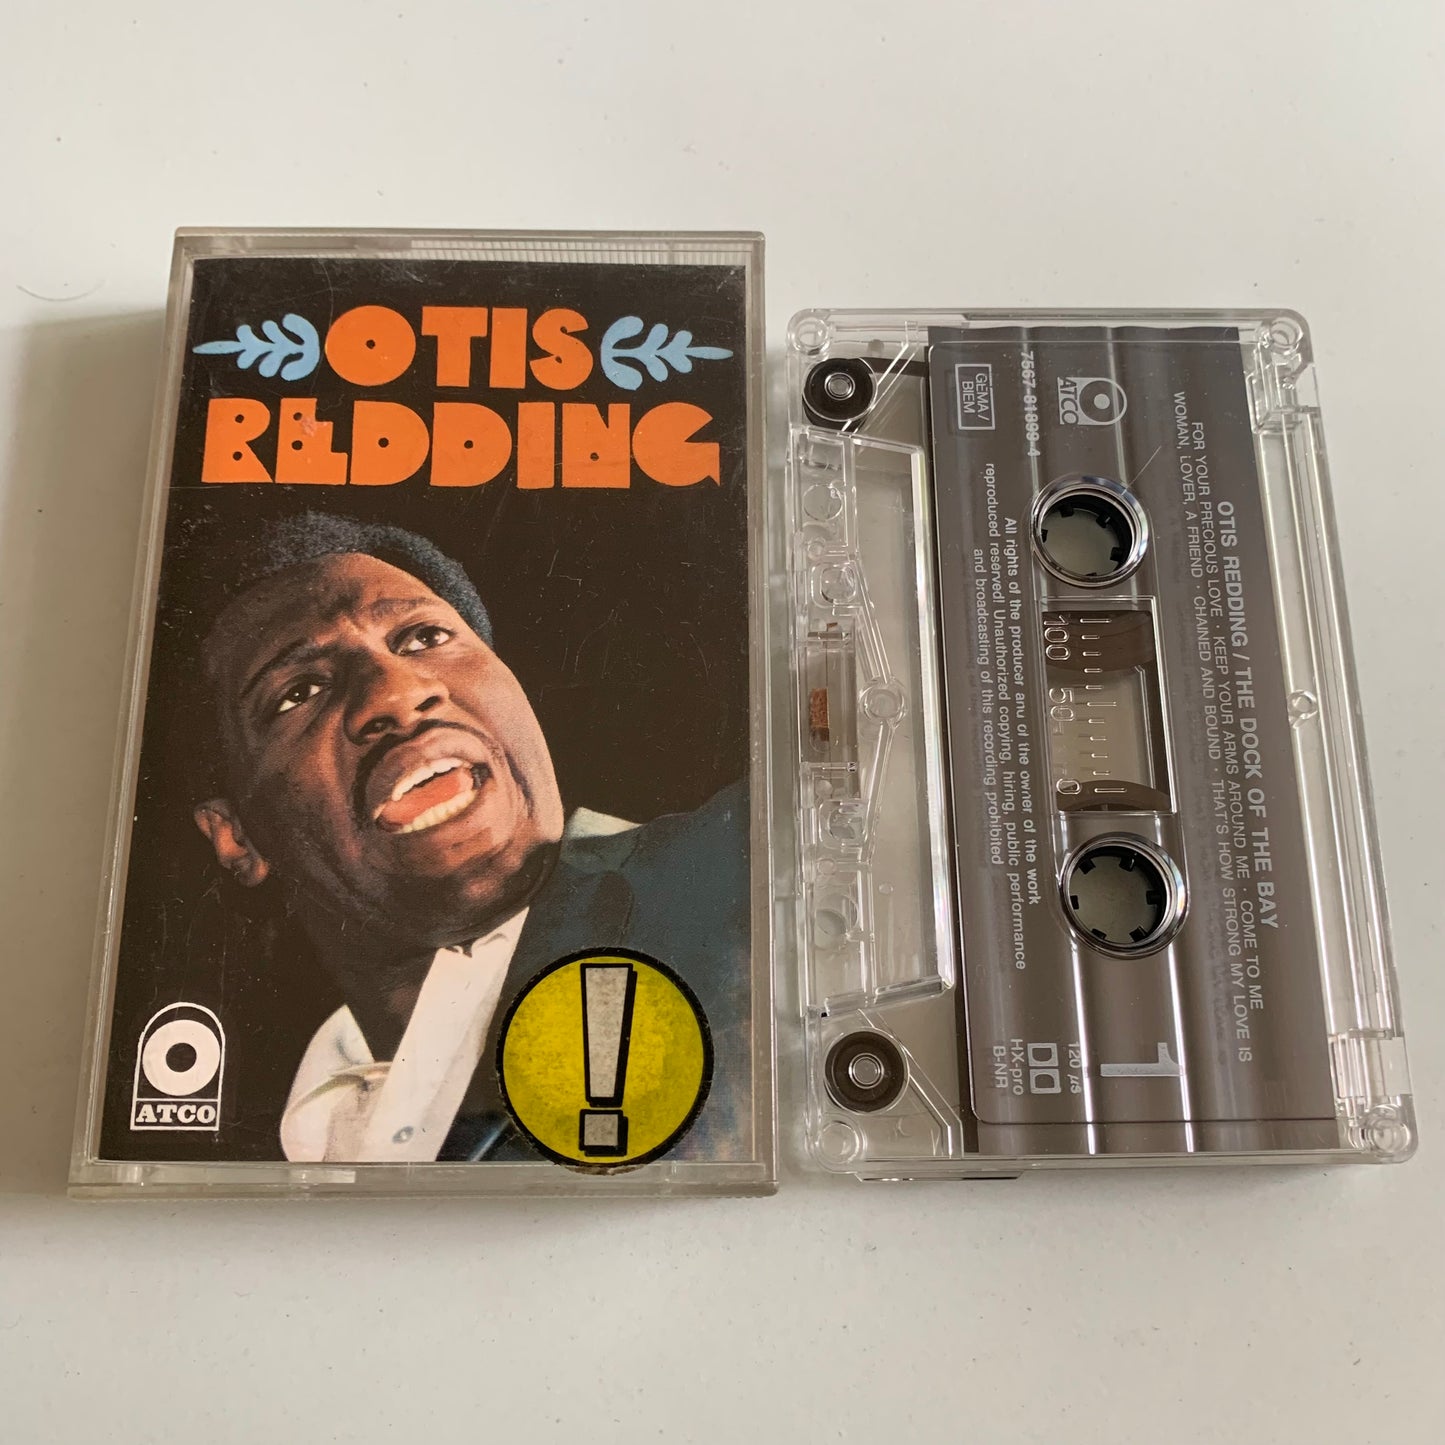 OTIS
REDDING
!
ATCO
ATCO
7567-81899-4
GEMA/
BIEM
OTIS REDDING / THE DOCK OF THE BAY
FOR YOUR PRECIOUS LOVE · KEEP YOUR ARMS AROUND ME · COME TO ME
WOMAN, LOVER, A FRIEND · CHAINED AND BOUND · THAT'S HOW STRONG MY LOVE IS
100 50 0
All rights of the producer anu of the owner of the work
reproduced reserved! Unauthorized copying, hiring, public performance
and broadcasting of this recording prohibited
1
120 µs
HX-pro
B-NR